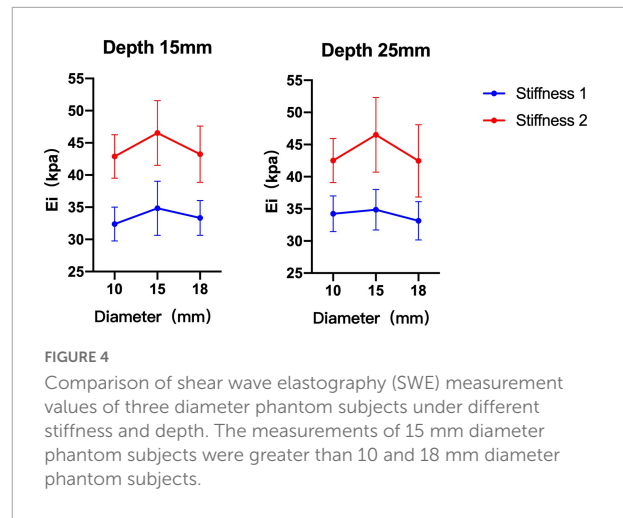 Depth 15mm
55
50
45
40
35
30
25
Ei (kpa)
10 15 18
Diameter (mm)
Depth 25mm
55
50
45
40
35
30
25
Ei (kpa)
10 15 18
Diameter (mm)
Stiffness 1
Stiffness 2
FIGURE 4
Comparison of shear wave elastography (SWE) measurement
values of three diameter phantom subjects under different
stiffness and depth. The measurements of 15 mm diameter
phantom subjects were greater than 10 and 18 mm diameter
phantom subjects.